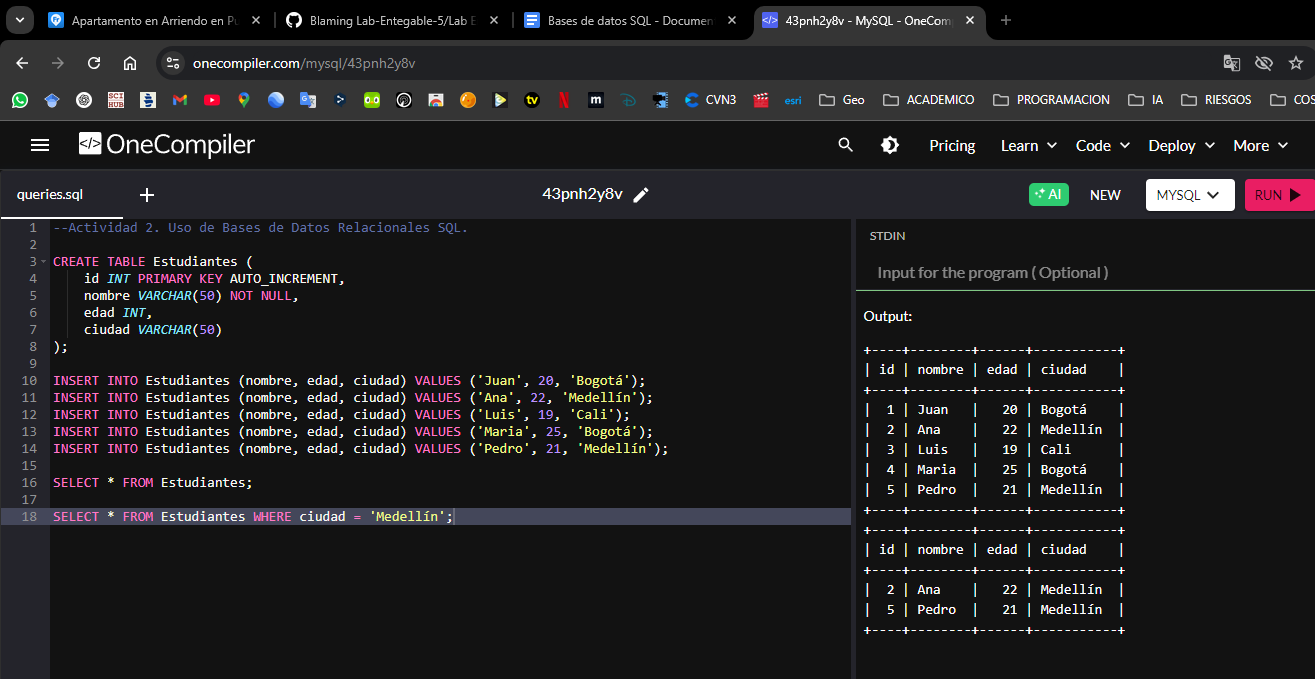 Apartamento en Arriendo en Pu
Blaming Lab-Entegable-5/Lab E
Bases de datos SQL - Documen
43pnh2y8v - MySQL - OneComp
onecompiler.com/mysql/43pnh2y8v
SCI HUB
tv
m
CVN3
esri
Geo
ACADEMICO
PROGRAMACION
IA
RIESGOS
COS
OneCompiler
Pricing
Learn
Code
Deploy
More
queries.sql
43pnh2y8v
AI
NEW
MYSQL
RUN
1 --Actividad 2. Uso de Bases de Datos Relacionales SQL.
2
3 CREATE TABLE Estudiantes (
4 id INT PRIMARY KEY AUTO_INCREMENT,
5 nombre VARCHAR(50) NOT NULL,
6 edad INT,
7 ciudad VARCHAR(50)
8 );
9
10 INSERT INTO Estudiantes (nombre, edad, ciudad) VALUES ('Juan', 20, 'Bogotá');
11 INSERT INTO Estudiantes (nombre, edad, ciudad) VALUES ('Ana', 22, 'Medellín');
12 INSERT INTO Estudiantes (nombre, edad, ciudad) VALUES ('Luis', 19, 'Cali');
13 INSERT INTO Estudiantes (nombre, edad, ciudad) VALUES ('Maria', 25, 'Bogotá');
14 INSERT INTO Estudiantes (nombre, edad, ciudad) VALUES ('Pedro', 21, 'Medellín');
15
16 SELECT * FROM Estudiantes;
17
18 SELECT * FROM Estudiantes WHERE ciudad = 'Medellín';
STDIN
Input for the program ( Optional )
Output:
+----+--------+------+-----------+
| id | nombre | edad | ciudad    |
+----+--------+------+-----------+
|  1 | Juan   |   20 | Bogotá    |
|  2 | Ana    |   22 | Medellín  |
|  3 | Luis   |   19 | Cali      |
|  4 | Maria  |   25 | Bogotá    |
|  5 | Pedro  |   21 | Medellín  |
+----+--------+------+-----------+
+----+--------+------+-----------+
| id | nombre | edad | ciudad    |
+----+--------+------+-----------+
|  2 | Ana    |   22 | Medellín  |
|  5 | Pedro  |   21 | Medellín  |
+----+--------+------+-----------+